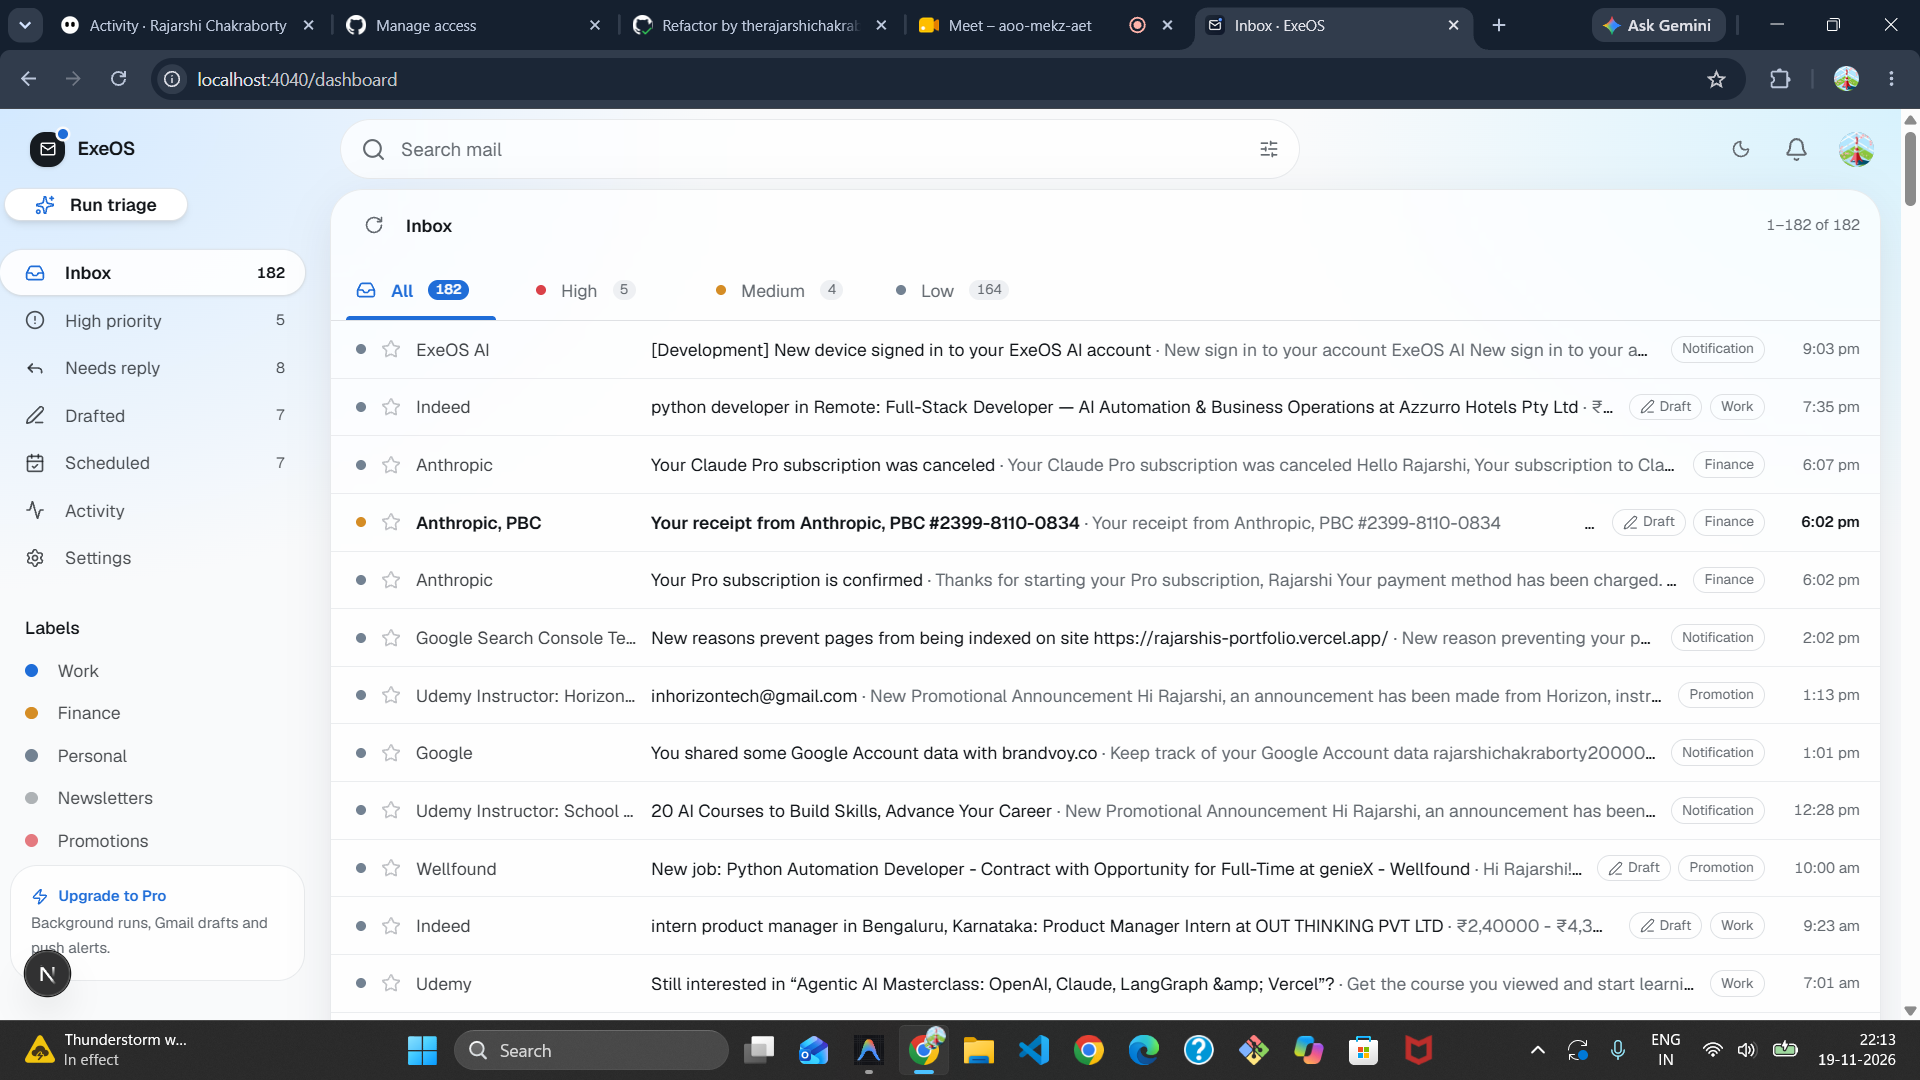 Activity · Rajarshi Chakraborty
Manage access
Refactor by therajarshichakrab
Meet – aoo-mekz-aet
Inbox · ExeOS
Ask Gemini
localhost:4040/dashboard
ExeOS
Search mail
Run triage
Inbox 182
High priority 5
Needs reply 8
Drafted 7
Scheduled 7
Activity
Settings
Labels
Work
Finance
Personal
Newsletters
Promotions
Upgrade to Pro
Background runs, Gmail drafts and
push alerts.
N
Inbox
1–182 of 182
All 182 High 5 Medium 4 Low 164
ExeOS AI [Development] New device signed in to your ExeOS AI account · New sign in to your account ExeOS AI New sign in to your a... Notification 9:03 pm
Indeed python developer in Remote: Full-Stack Developer — AI Automation & Business Operations at Azzurro Hotels Pty Ltd · ₹... Draft Work 7:35 pm
Anthropic Your Claude Pro subscription was canceled · Your Claude Pro subscription was canceled Hello Rajarshi, Your subscription to Cla... Finance 6:07 pm
Anthropic, PBC Your receipt from Anthropic, PBC #2399-8110-0834 · Your receipt from Anthropic, PBC #2399-8110-0834 ... Draft Finance 6:02 pm
Anthropic Your Pro subscription is confirmed · Thanks for starting your Pro subscription, Rajarshi Your payment method has been charged. ... Finance 6:02 pm
Google Search Console Te... New reasons prevent pages from being indexed on site https://rajarshis-portfolio.vercel.app/ · New reason preventing your p... Notification 2:02 pm
Udemy Instructor: Horizon... inhorizontech@gmail.com · New Promotional Announcement Hi Rajarshi, an announcement has been made from Horizon, instr... Promotion 1:13 pm
Google You shared some Google Account data with brandvoy.co · Keep track of your Google Account data rajarshichakraborty20000... Notification 1:01 pm
Udemy Instructor: School ... 20 AI Courses to Build Skills, Advance Your Career · New Promotional Announcement Hi Rajarshi, an announcement has been... Notification 12:28 pm
Wellfound New job: Python Automation Developer - Contract with Opportunity for Full-Time at genieX - Wellfound · Hi Rajarshi!... Draft Promotion 10:00 am
Indeed intern product manager in Bengaluru, Karnataka: Product Manager Intern at OUT THINKING PVT LTD · ₹2,40000 - ₹4,3... Draft Work 9:23 am
Udemy Still interested in “Agentic AI Masterclass: OpenAI, Claude, LangGraph &amp; Vercel”? · Get the course you viewed and start learni... Work 7:01 am
Thunderstorm w...
In effect
Search
ENG
IN
22:13
19-11-2026